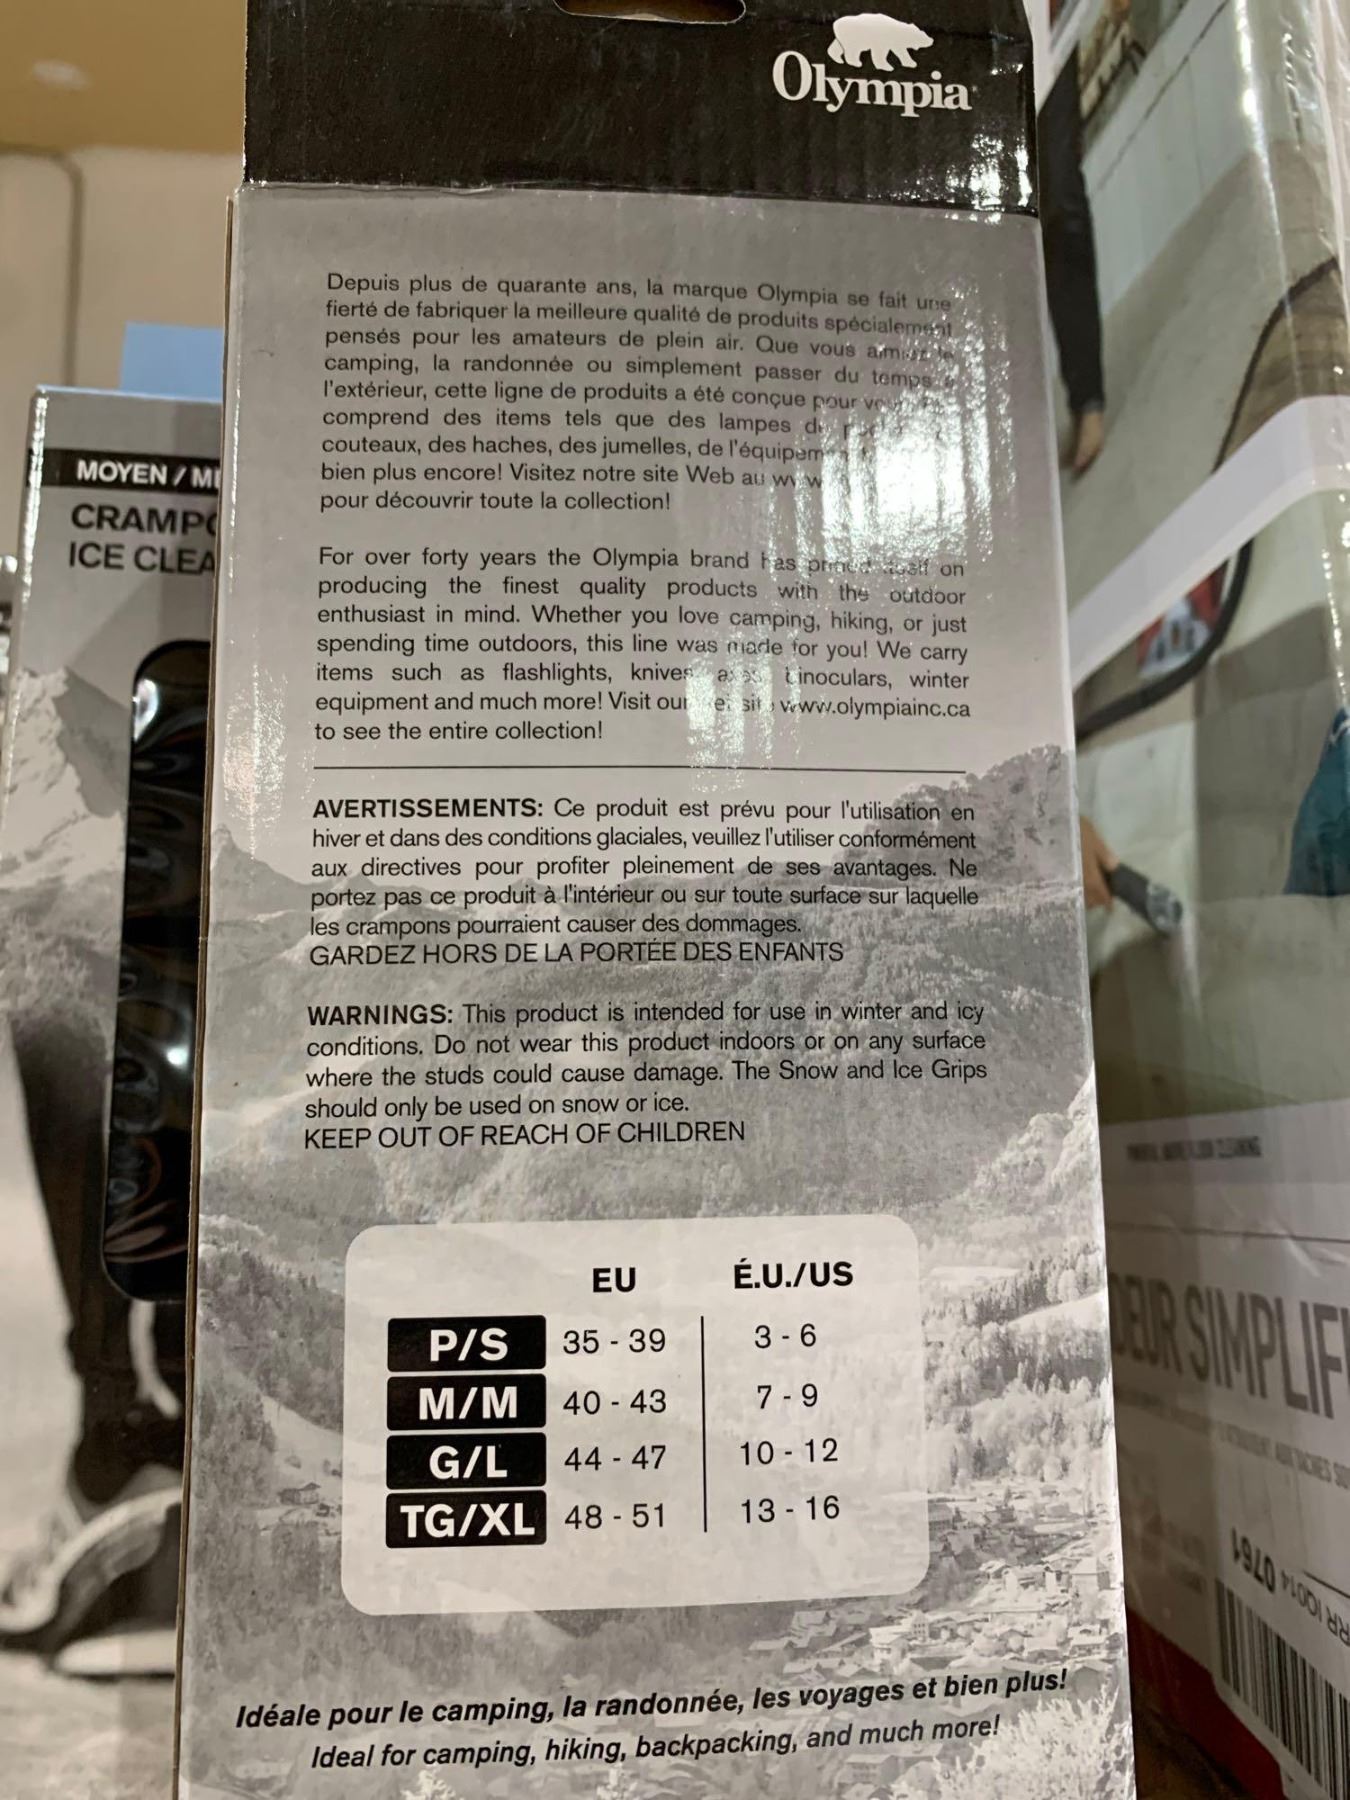 Olympia
Depuis plus de quarante ans, la marque Olympia se fait une
fierté de fabriquer la meilleure qualité de produits spécialement
pensés pour les amateurs de plein air. Que vous
camping, la randonnée ou simplement passer du temps
l'extérieur, cette ligne de produits a été conçue pour
comprend des items tels que des lampes
couteaux, des haches, des jumelles, de
bien plus encore! Visitez notre site Web au
pour découvrir toute la collection!
For over forty years the Olympia brand has itself on
producing the finest quality products with the outdoor
enthusiast in mind. Whether you love camping, hiking, or just
spending time outdoors, this line was made for you! We carry
items such as flashlights, knives binoculars, winter
equipment and much more! Visit our www.olympiainc.ca
to see the entire collection!
AVERTISSEMENTS: Ce produit est prévu pour l'utilisation en
hiver et dans des conditions glaciales, veuillez l'utiliser conformément
aux directives pour profiter pleinement de ses avantages. Ne
portez pas ce produit à l'intérieur ou sur toute surface sur laquelle
les crampons pourraient causer des dommages.
GARDEZ HORS DE LA PORTÉE DES ENFANTS
WARNINGS: This product is intended for use in winter and icy
conditions. Do not wear this product indoors or on any surface
where the studs could cause damage. The Snow and Ice Grips
should only be used on snow or ice.
KEEP OUT OF REACH OF CHILDREN
EU É.U./US
P/S 35 - 39 3 - 6
M/M 40 - 43 7 - 9
G/L 44 - 47 10 - 12
TG/XL 48 - 51 13 - 16
Idéale pour le camping, la randonnée, les voyages et bien plus!
Ideal for camping, hiking, backpacking, and much more!
MOYEN / M
CRAMP
ICE CLEA
DEUR SIMPLIFI
0761